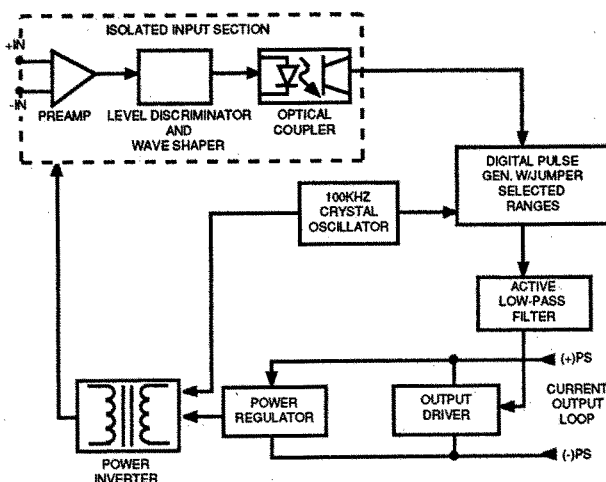 ISOLATED INPUT SECTION
+IN
-IN
PREAMP
LEVEL DISCRIMINATOR
AND
WAVE SHAPER
OPTICAL
COUPLER
DIGITAL PULSE
GEN. W/JUMPER
SELECTED
RANGES
100KHZ
CRYSTAL
OSCILLATOR
ACTIVE
LOW-PASS
FILTER
(+)PS
POWER
REGULATOR
OUTPUT
DRIVER
CURRENT
OUTPUT
LOOP
(-)PS
POWER
INVERTER